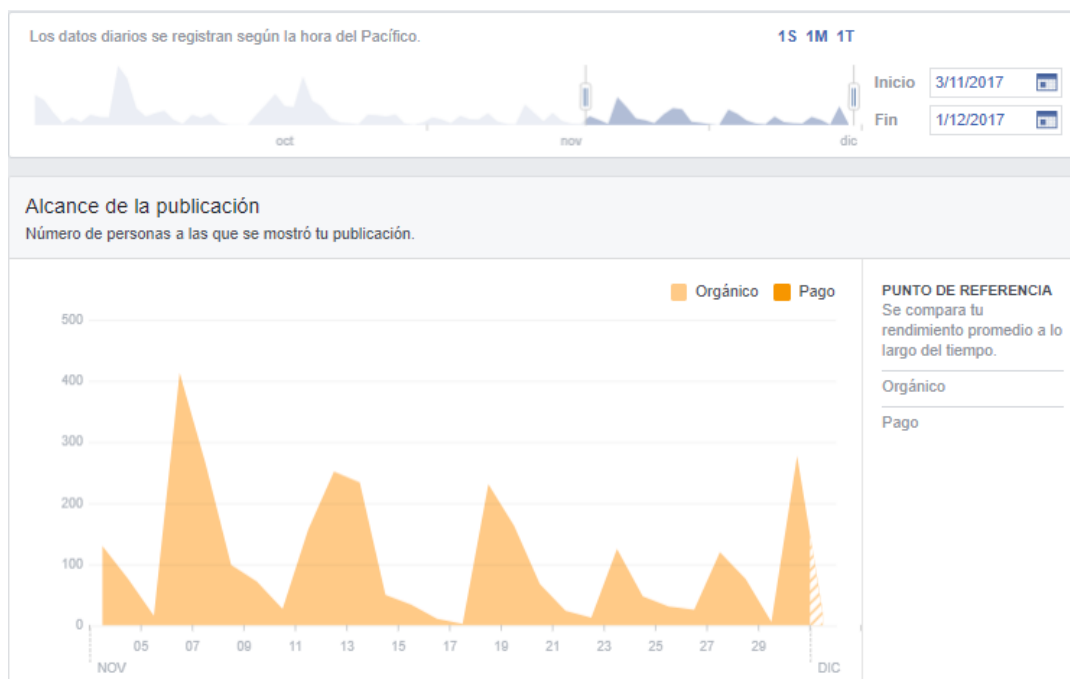 Los datos diarios se registran según la hora del Pacífico.
1S 1M 1T
Inicio 3/11/2017
Fin 1/12/2017
oct nov dic
Alcance de la publicación
Número de personas a las que se mostró tu publicación.
Orgánico Pago
500
400
300
200
100
0
05 07 09 11 13 15 17 19 21 23 25 27 29
NOV DIC
PUNTO DE REFERENCIA
Se compara tu
rendimiento promedio a lo
largo del tiempo.
Orgánico
Pago